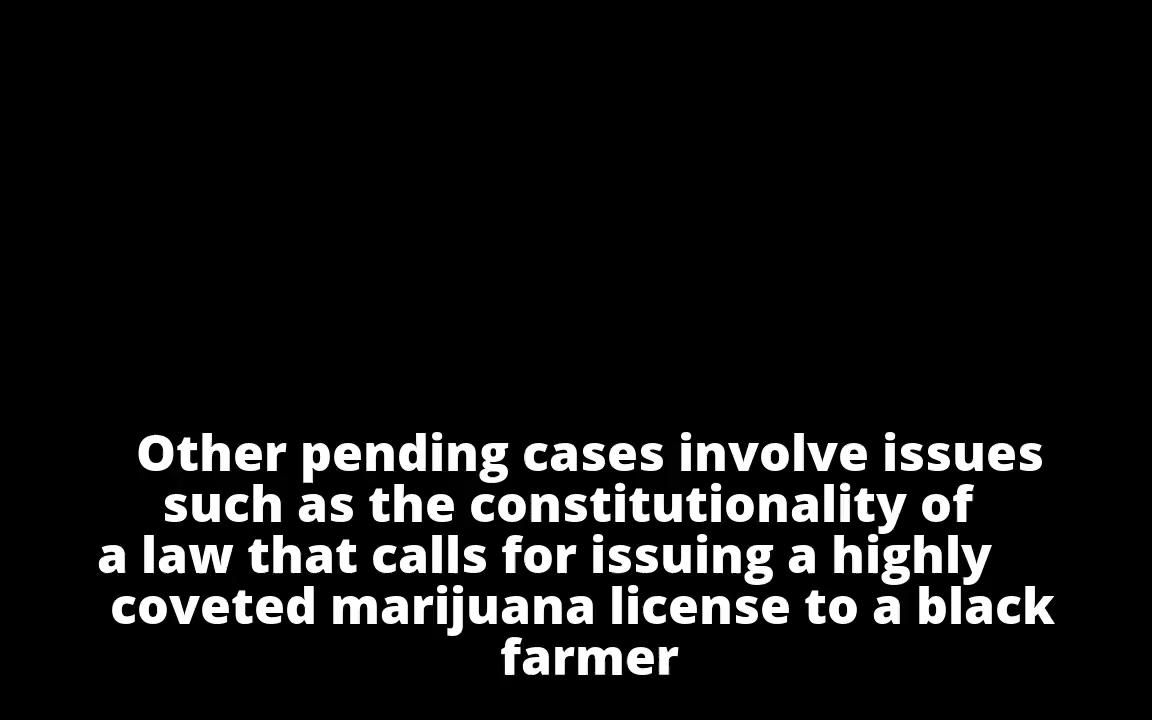 Other pending cases involve issues
such as the constitutionality of
a law that calls for issuing a highly
coveted marijuana license to a black
farmer